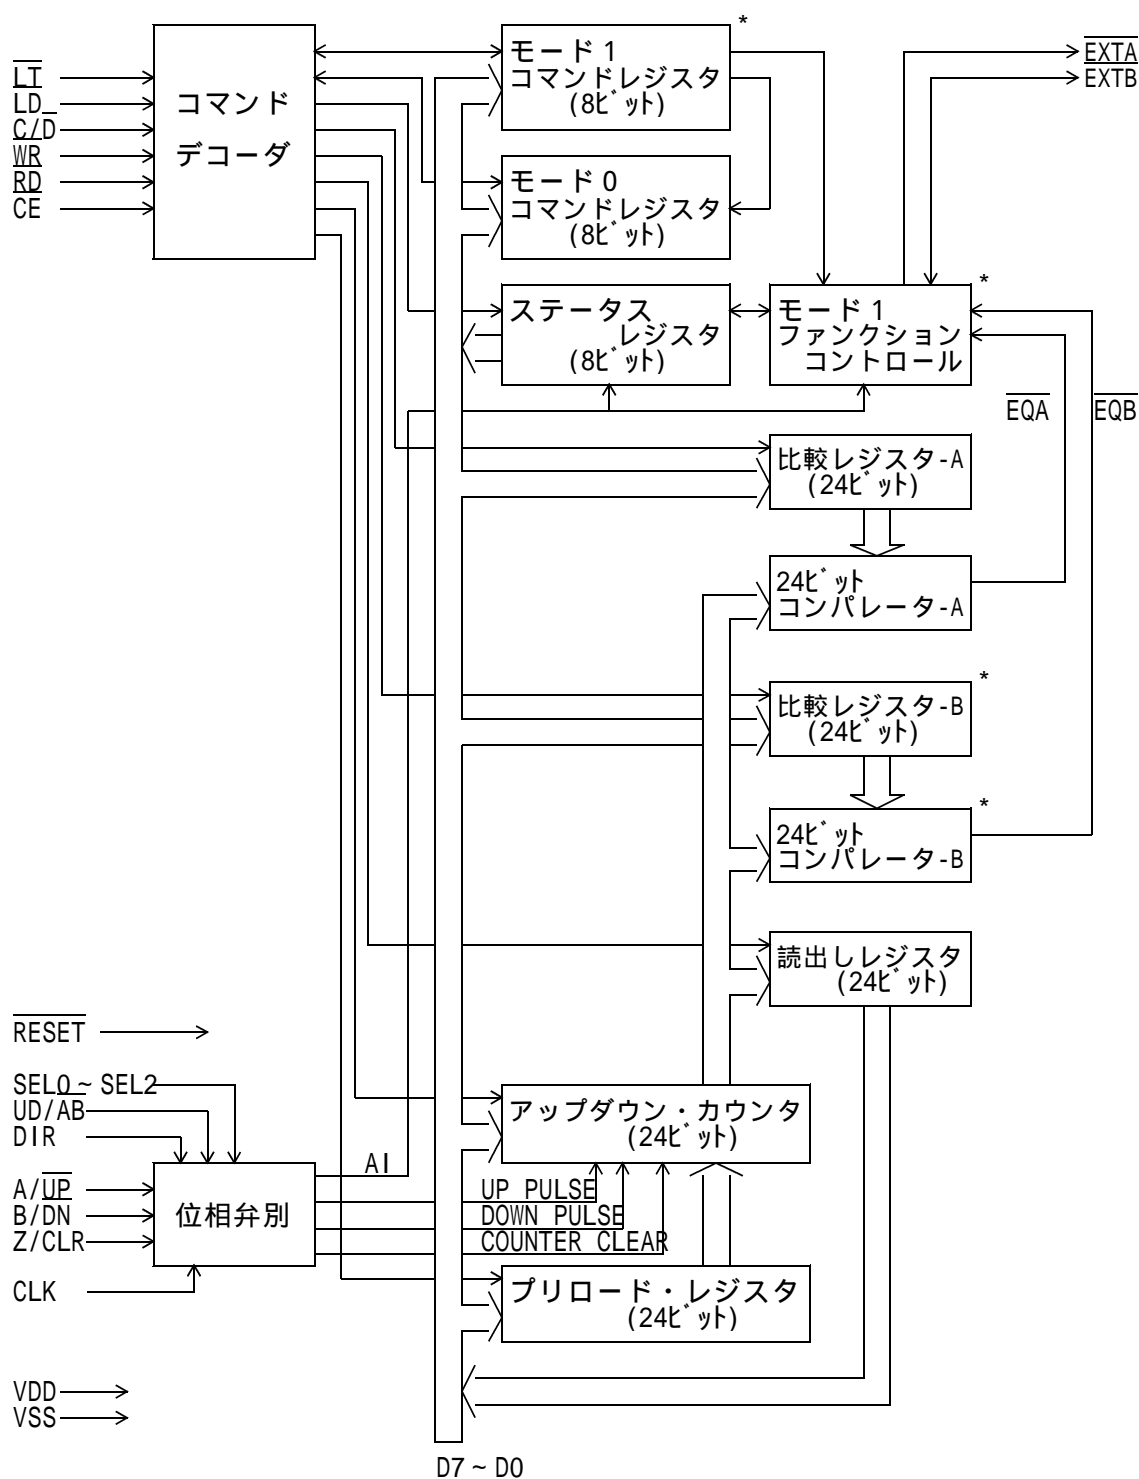 *
モード1
コマンドレジスタ
(8ビット)
EXTA
EXTB
LT
LD
C/D
WR
RD
CE
コマンド
デコーダ
モード0
コマンドレジスタ
(8ビット)
*
ステータス
レジスタ
(8ビット)
モード1
ファンクション
コントロール
EQA
EQB
比較レジスタ-A
(24ビット)
24ビット
コンパレータ-A
*
比較レジスタ-B
(24ビット)
*
24ビット
コンパレータ-B
読出しレジスタ
(24ビット)
RESET
SEL0~SEL2
UD/AB
DIR
アップダウン・カウンタ
(24ビット)
AI
A/UP
B/DN
Z/CLR
位相弁別
UP PULSE
DOWN PULSE
COUNTER CLEAR
CLK
プリロード・レジスタ
(24ビット)
VDD
VSS
D7~D0